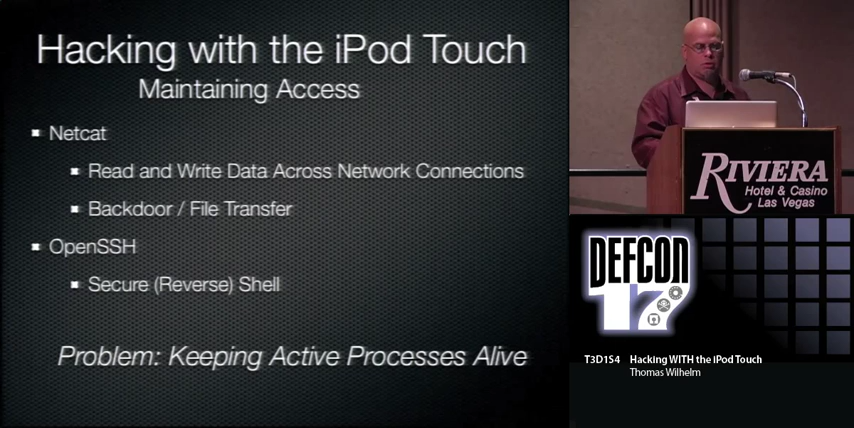 Hacking with the iPod Touch
Maintaining Access
Netcat
Read and Write Data Across Network Connections
Backdoor / File Transfer
OpenSSH
Secure (Reverse) Shell
Problem: Keeping Active Processes Alive
RIVIERA
Hotel & Casino
Las Vegas
DEFCON
17
T3D1S4 Hacking WITH the iPod Touch
Thomas Wilhelm